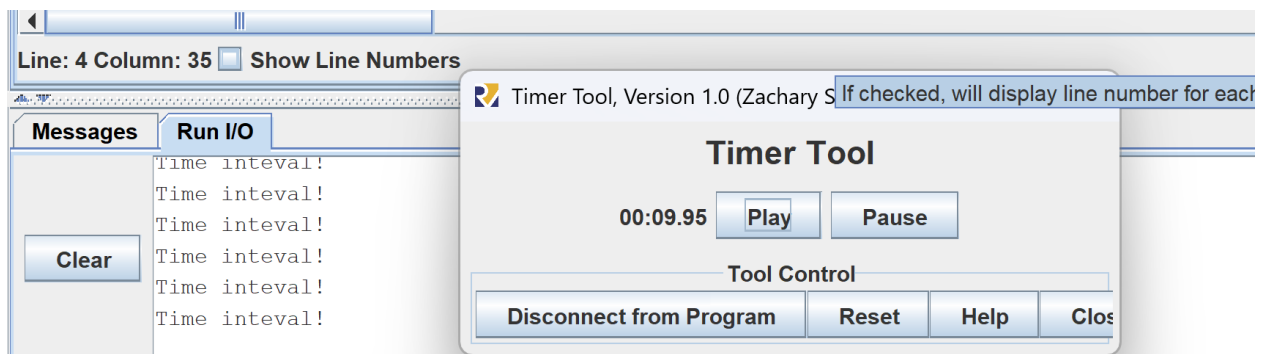 Line: 4 Column: 35 Show Line Numbers
Timer Tool, Version 1.0 (Zachary S
If checked, will display line number for each
Messages Run I/O
Timer Tool
Time inteval!
Time inteval!
Time inteval!
Time inteval!
Time inteval!
Time inteval!
Clear
00:09.95 Play Pause
Tool Control
Disconnect from Program Reset Help Clos